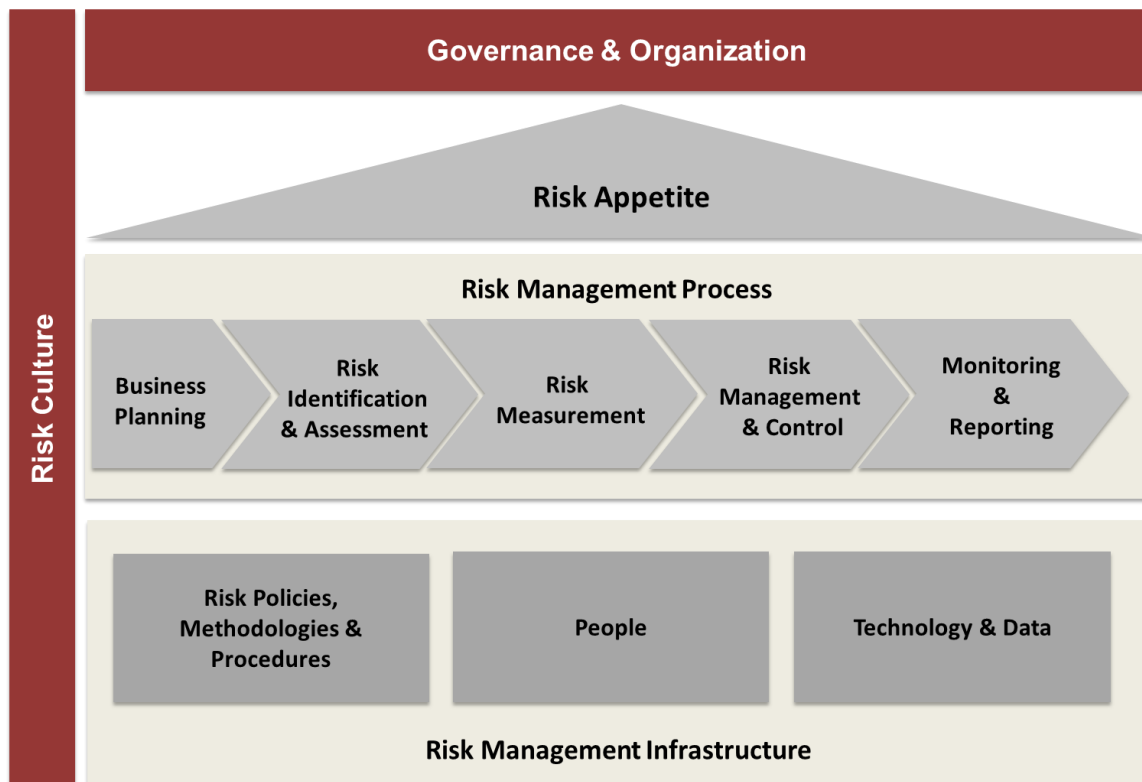 Governance & Organization
Risk Culture
Risk Appetite
Risk Management Process
Business
Planning
Risk
Identification
& Assessment
Risk
Measurement
Risk
Management
& Control
Monitoring
&
Reporting
Risk Policies,
Methodologies &
Procedures
People
Technology & Data
Risk Management Infrastructure